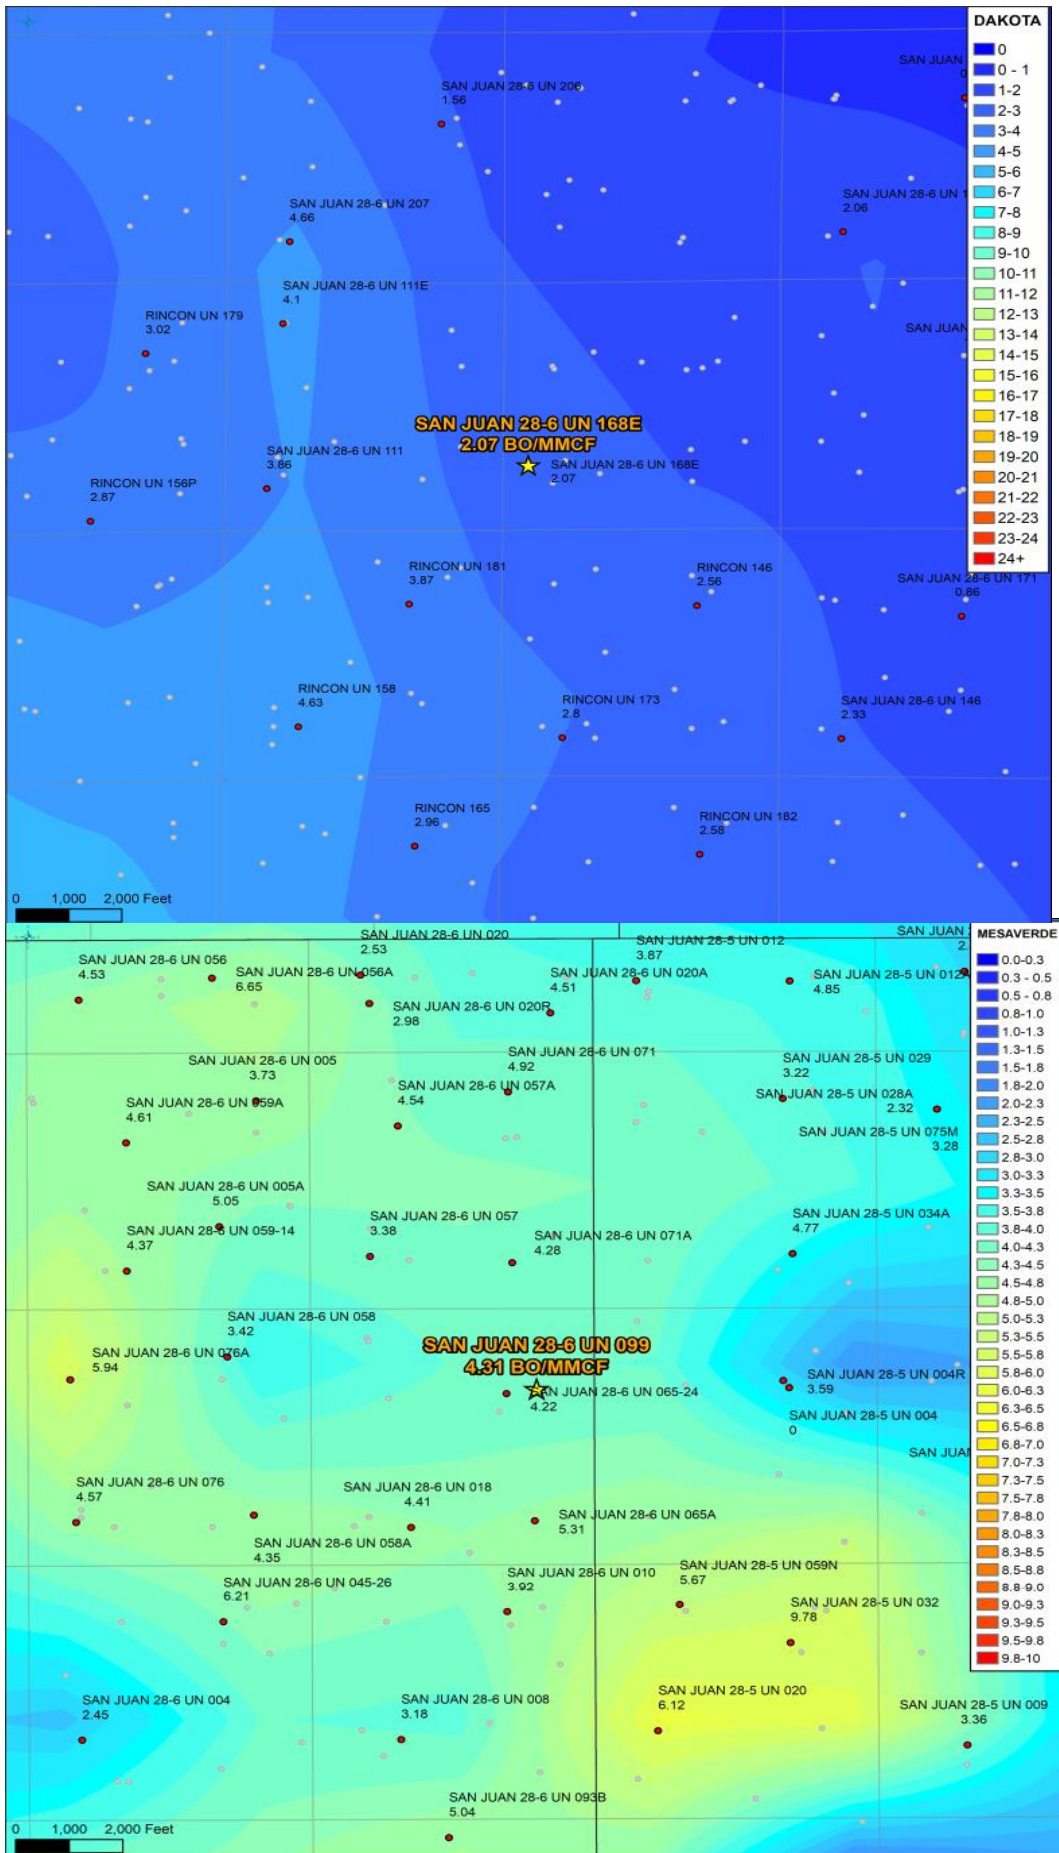 DAKOTA
0
0 - 1
1-2
2-3
3-4
4-5
5-6
6-7
7-8
8-9
9-10
10-11
11-12
12-13
13-14
14-15
15-16
16-17
17-18
18-19
19-20
20-21
21-22
22-23
23-24
24+
SAN JUAN
SAN JUAN 28-6 UN 206
1.56
SAN JUAN 28-6 UN 207
4.66
SAN JUAN 28-6 UN 1
2.06
SAN JUAN 28-6 UN 111E
4.1
RINCON UN 179
3.02
SAN JUAN
SAN JUAN 28-6 UN 168E
2.07 BO/MMCF
SAN JUAN 28-6 UN 111
3.86
SAN JUAN 28-6 UN 168E
2.07
RINCON UN 156P
2.87
RINCON UN 181
3.87
RINCON 146
2.56
SAN JUAN 28-6 UN 171
0.86
RINCON UN 158
4.63
RINCON UN 173
2.8
SAN JUAN 28-6 UN 146
2.33
RINCON 165
2.96
RINCON UN 182
2.58
0 1,000 2,000 Feet
MESAVERDE
0.0-0.3
0.3 - 0.5
0.5 - 0.8
0.8-1.0
1.0-1.3
1.3-1.5
1.5-1.8
1.8-2.0
2.0-2.3
2.3-2.5
2.5-2.8
2.8-3.0
3.0-3.3
3.3-3.5
3.5-3.8
3.8-4.0
4.0-4.3
4.3-4.5
4.5-4.8
4.8-5.0
5.0-5.3
5.3-5.5
5.5-5.8
5.8-6.0
6.0-6.3
6.3-6.5
6.5-6.8
6.8-7.0
7.0-7.3
7.3-7.5
7.5-7.8
7.8-8.0
8.0-8.3
8.3-8.5
8.5-8.8
8.8-9.0
9.0-9.3
9.3-9.5
9.5-9.8
9.8-10
SAN JUAN
2.
SAN JUAN 28-6 UN 020
2.53
SAN JUAN 28-5 UN 012
3.87
SAN JUAN 28-6 UN 056
4.53
SAN JUAN 28-6 UN 056A
6.65
SAN JUAN 28-6 UN 020A
4.51
SAN JUAN 28-5 UN 012A
4.85
SAN JUAN 28-6 UN 020R
2.98
SAN JUAN 28-6 UN 005
3.73
SAN JUAN 28-6 UN 071
4.92
SAN JUAN 28-5 UN 029
3.22
SAN JUAN 28-6 UN 057A
4.54
SAN JUAN 28-5 UN 028A
2.32
SAN JUAN 28-6 UN 059A
4.61
SAN JUAN 28-5 UN 075M
3.28
SAN JUAN 28-6 UN 005A
5.05
SAN JUAN 28-6 UN 059-14
4.37
SAN JUAN 28-6 UN 057
3.38
SAN JUAN 28-6 UN 071A
4.28
SAN JUAN 28-5 UN 034A
4.77
SAN JUAN 28-6 UN 058
3.42
SAN JUAN 28-6 UN 099
4.31 BO/MMCF
SAN JUAN 28-6 UN 076A
5.94
SAN JUAN 28-5 UN 004R
3.59
SAN JUAN 28-6 UN 065-24
4.22
SAN JUAN 28-5 UN 004
0
SAN JUAN
SAN JUAN 28-6 UN 076
4.57
SAN JUAN 28-6 UN 018
4.41
SAN JUAN 28-6 UN 065A
5.31
SAN JUAN 28-6 UN 058A
4.35
SAN JUAN 28-6 UN 045-26
6.21
SAN JUAN 28-6 UN 010
3.92
SAN JUAN 28-5 UN 059N
5.67
SAN JUAN 28-5 UN 032
9.78
SAN JUAN 28-6 UN 004
2.45
SAN JUAN 28-6 UN 008
3.18
SAN JUAN 28-5 UN 020
6.12
SAN JUAN 28-5 UN 009
3.36
SAN JUAN 28-6 UN 093B
5.04
0 1,000 2,000 Feet